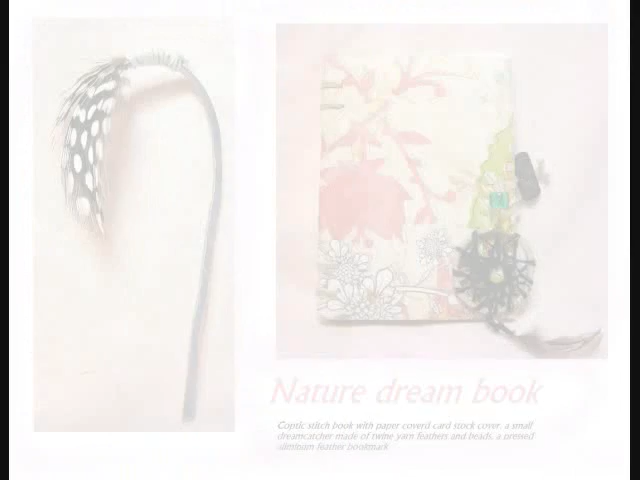 Nature dream book
Coptic stitch book with paper coverd card stock cover, a small
dreamcatcher made of twine yarn feathers and beads, a pressed
aliminum feather bookmark